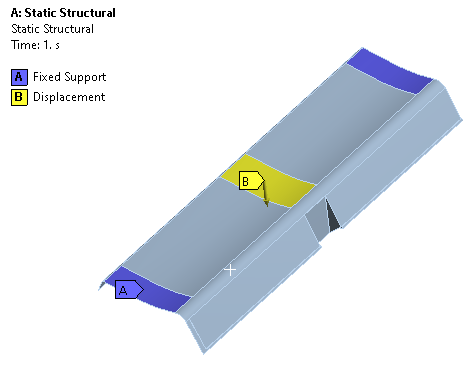 A: Static Structural
Static Structural
Time: 1. s
A Fixed Support
B Displacement
B
A